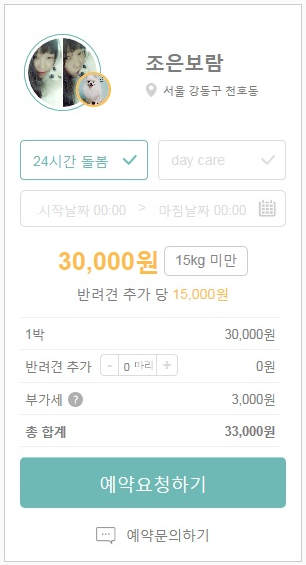 조은보람
서울 강동구 천호동
24시간 돌봄
day care
시작날짜 00:00 > 마침날짜 00:00
30,000원 15kg 미만
반려견 추가 당 15,000원
1박 30,000원
반려견 추가 - 0 마리 + 0원
부가세 ? 3,000원
총 합계 33,000원
예약요청하기
예약문의하기